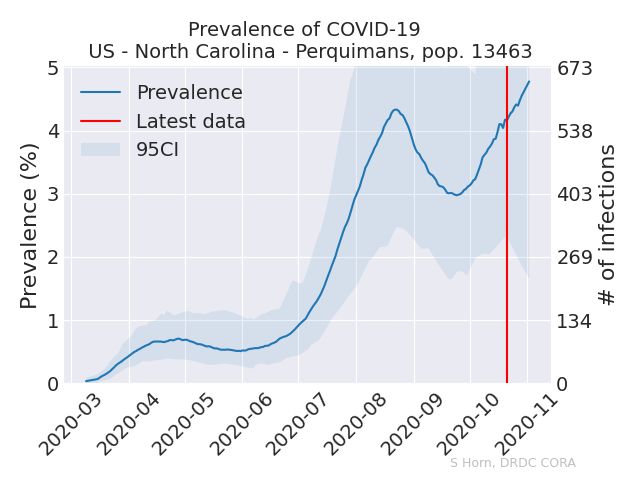 Prevalence of COVID-19
US - North Carolina - Perquimans, pop. 13463
Prevalence
Latest data
95CI
Prevalence (%)
5
4
3
2
1
0
673
538
403
269
134
0
# of infections
2020-03
2020-04
2020-05
2020-06
2020-07
2020-08
2020-09
2020-10
2020-11
S Horn, DRDC CORA